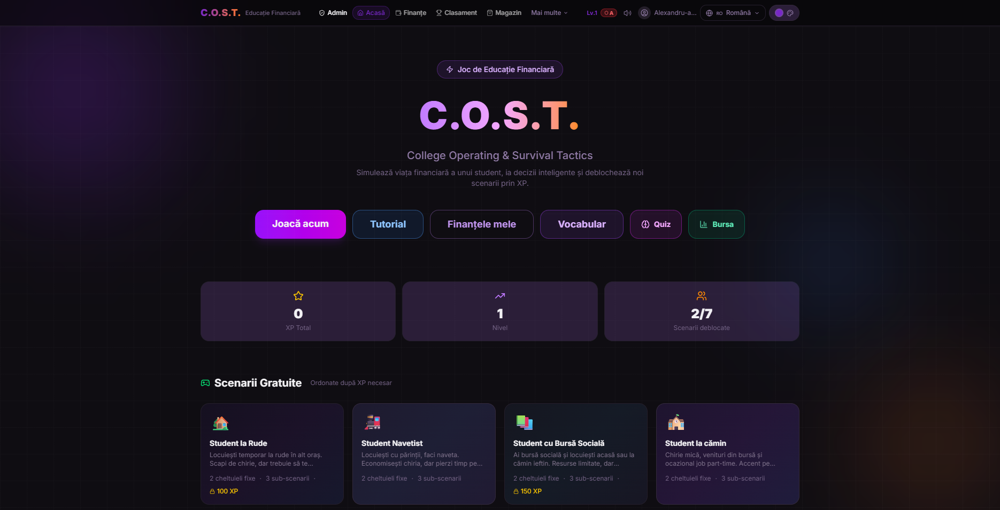 C.O.S.T. Educație Financiară Admin Acasă Finanțe Clasament Magazin Mai multe Lv.1 A Alexandru-a... RO Română
Joc de Educație Financiară
C.O.S.T.
College Operating & Survival Tactics
Simulează viața financiară a unui student, ia decizii inteligente și deblochează noi
scenarii prin XP.
Joacă acum Tutorial Finanțele mele Vocabular Quiz Bursa
0
XP Total
1
Nivel
2/7
Scenarii deblocate
Scenarii Gratuite Ordonate după XP necesar
Student la Rude
Locuiești temporar la rude în alt oraș.
Scapi de chirie, dar trebuie să te...
2 cheltuieli fixe · 3 sub-scenarii ·
100 XP
Student Navetist
Locuiești cu părinții, faci naveta.
Economisești chiria, dar pierzi timp pe...
2 cheltuieli fixe · 3 sub-scenarii
Student cu Bursă Socială
Ai bursă socială și locuiești acasă sau la
cămin ieftin. Resurse limitate, dar...
2 cheltuieli fixe · 3 sub-scenarii ·
150 XP
Student la cămin
Chirie mică, venituri din bursă și
ocazional job part-time. Accent pe...
2 cheltuieli fixe · 3 sub-scenarii